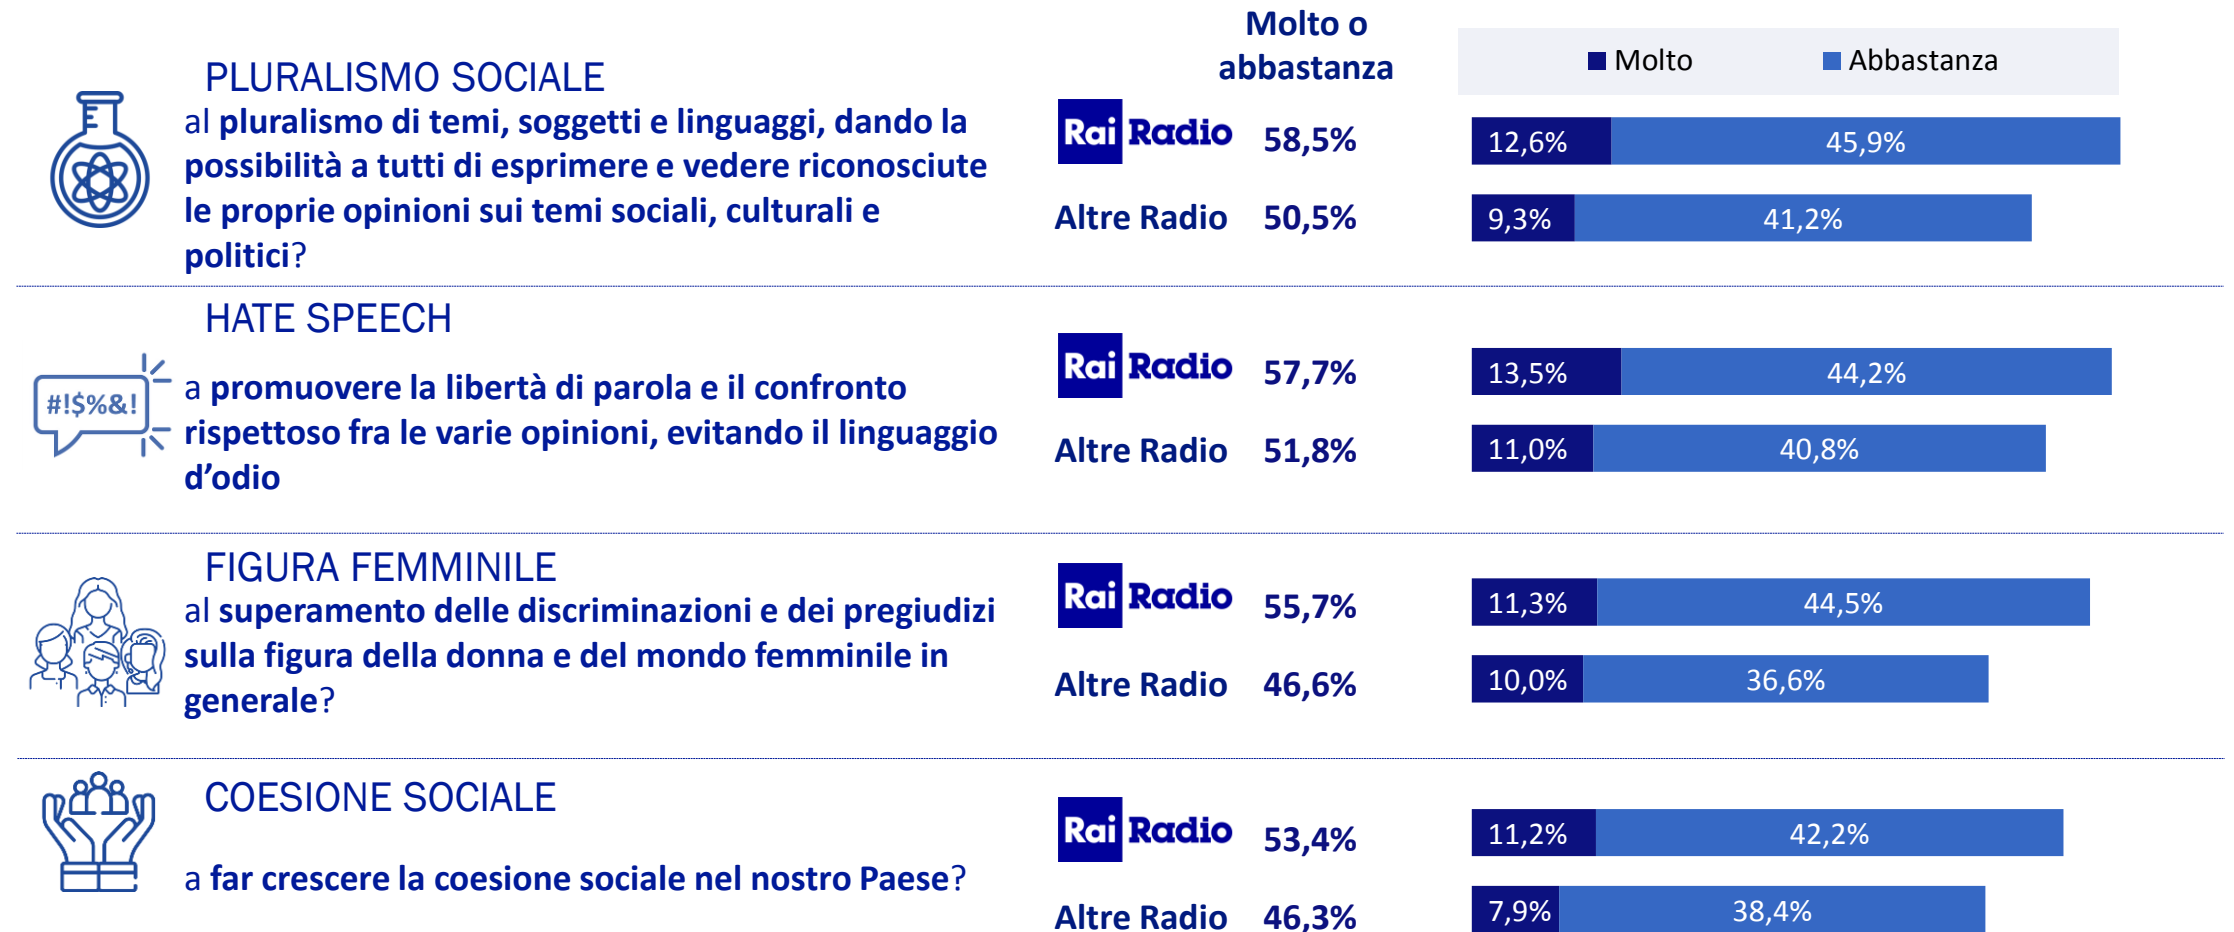 Molto o
abbastanza
Molto
Abbastanza
PLURALISMO SOCIALE
al pluralismo di temi, soggetti e linguaggi, dando la
possibilità a tutti di esprimere e vedere riconosciute
le proprie opinioni sui temi sociali, culturali e
politici?
Rai Radio 58,5% 12,6% 45,9%
Altre Radio 50,5% 9,3% 41,2%
HATE SPEECH
#!$%&!
a promuovere la libertà di parola e il confronto
rispettoso fra le varie opinioni, evitando il linguaggio
d’odio
Rai Radio 57,7% 13,5% 44,2%
Altre Radio 51,8% 11,0% 40,8%
FIGURA FEMMINILE
al superamento delle discriminazioni e dei pregiudizi
sulla figura della donna e del mondo femminile in
generale?
Rai Radio 55,7% 11,3% 44,5%
Altre Radio 46,6% 10,0% 36,6%
COESIONE SOCIALE
a far crescere la coesione sociale nel nostro Paese?
Rai Radio 53,4% 11,2% 42,2%
Altre Radio 46,3% 7,9% 38,4%